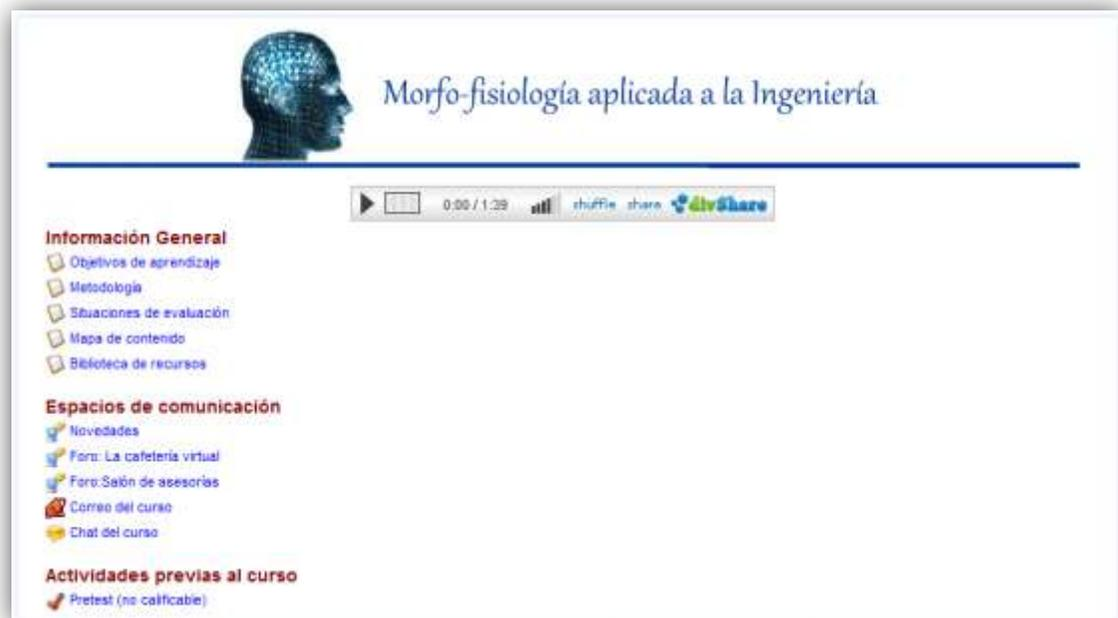 Morfo-fisiología aplicada a la Ingeniería
0:00 / 1:39 shuffle share divShare
Información General
Objetivos de aprendizaje
Metodología
Situaciones de evaluación
Mapa de contenido
Biblioteca de recursos
Espacios de comunicación
Novedades
Foro: La cafetería virtual
Foro:Salón de asesorías
Correo del curso
Chat del curso
Actividades previas al curso
Pretest (no calificable)